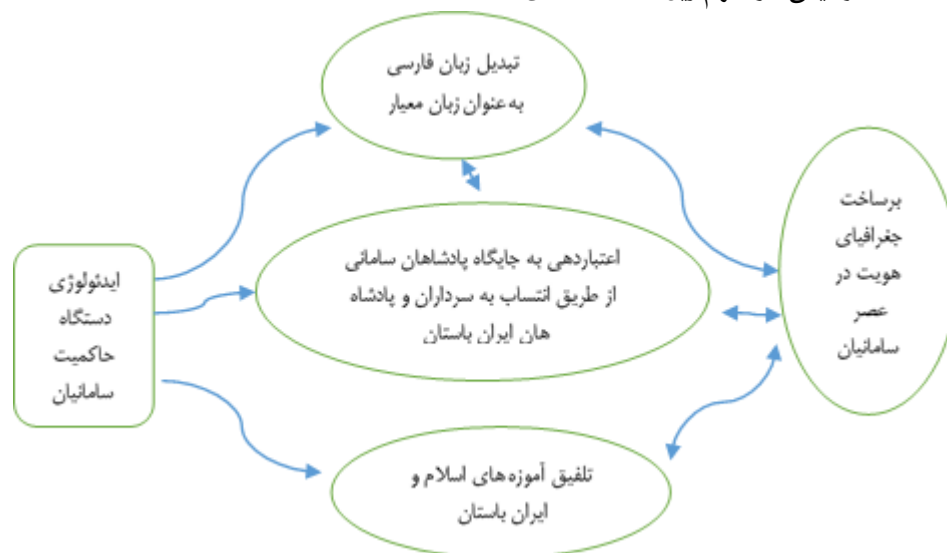 تبدیل زبان فارسی
به عنوان زبان معیار
اعتباردهی به جایگاه پادشاهان سامانی
از طریق انتساب به سرداران و پادشاه
هان ایران باستان
تلفیق آموزه های اسلام و
ایران باستان
برساخت
جغرافیای
هویت در
عصر
سامانیان
ایدئولوژی
دستگاه
حاکمیت
سامانیان